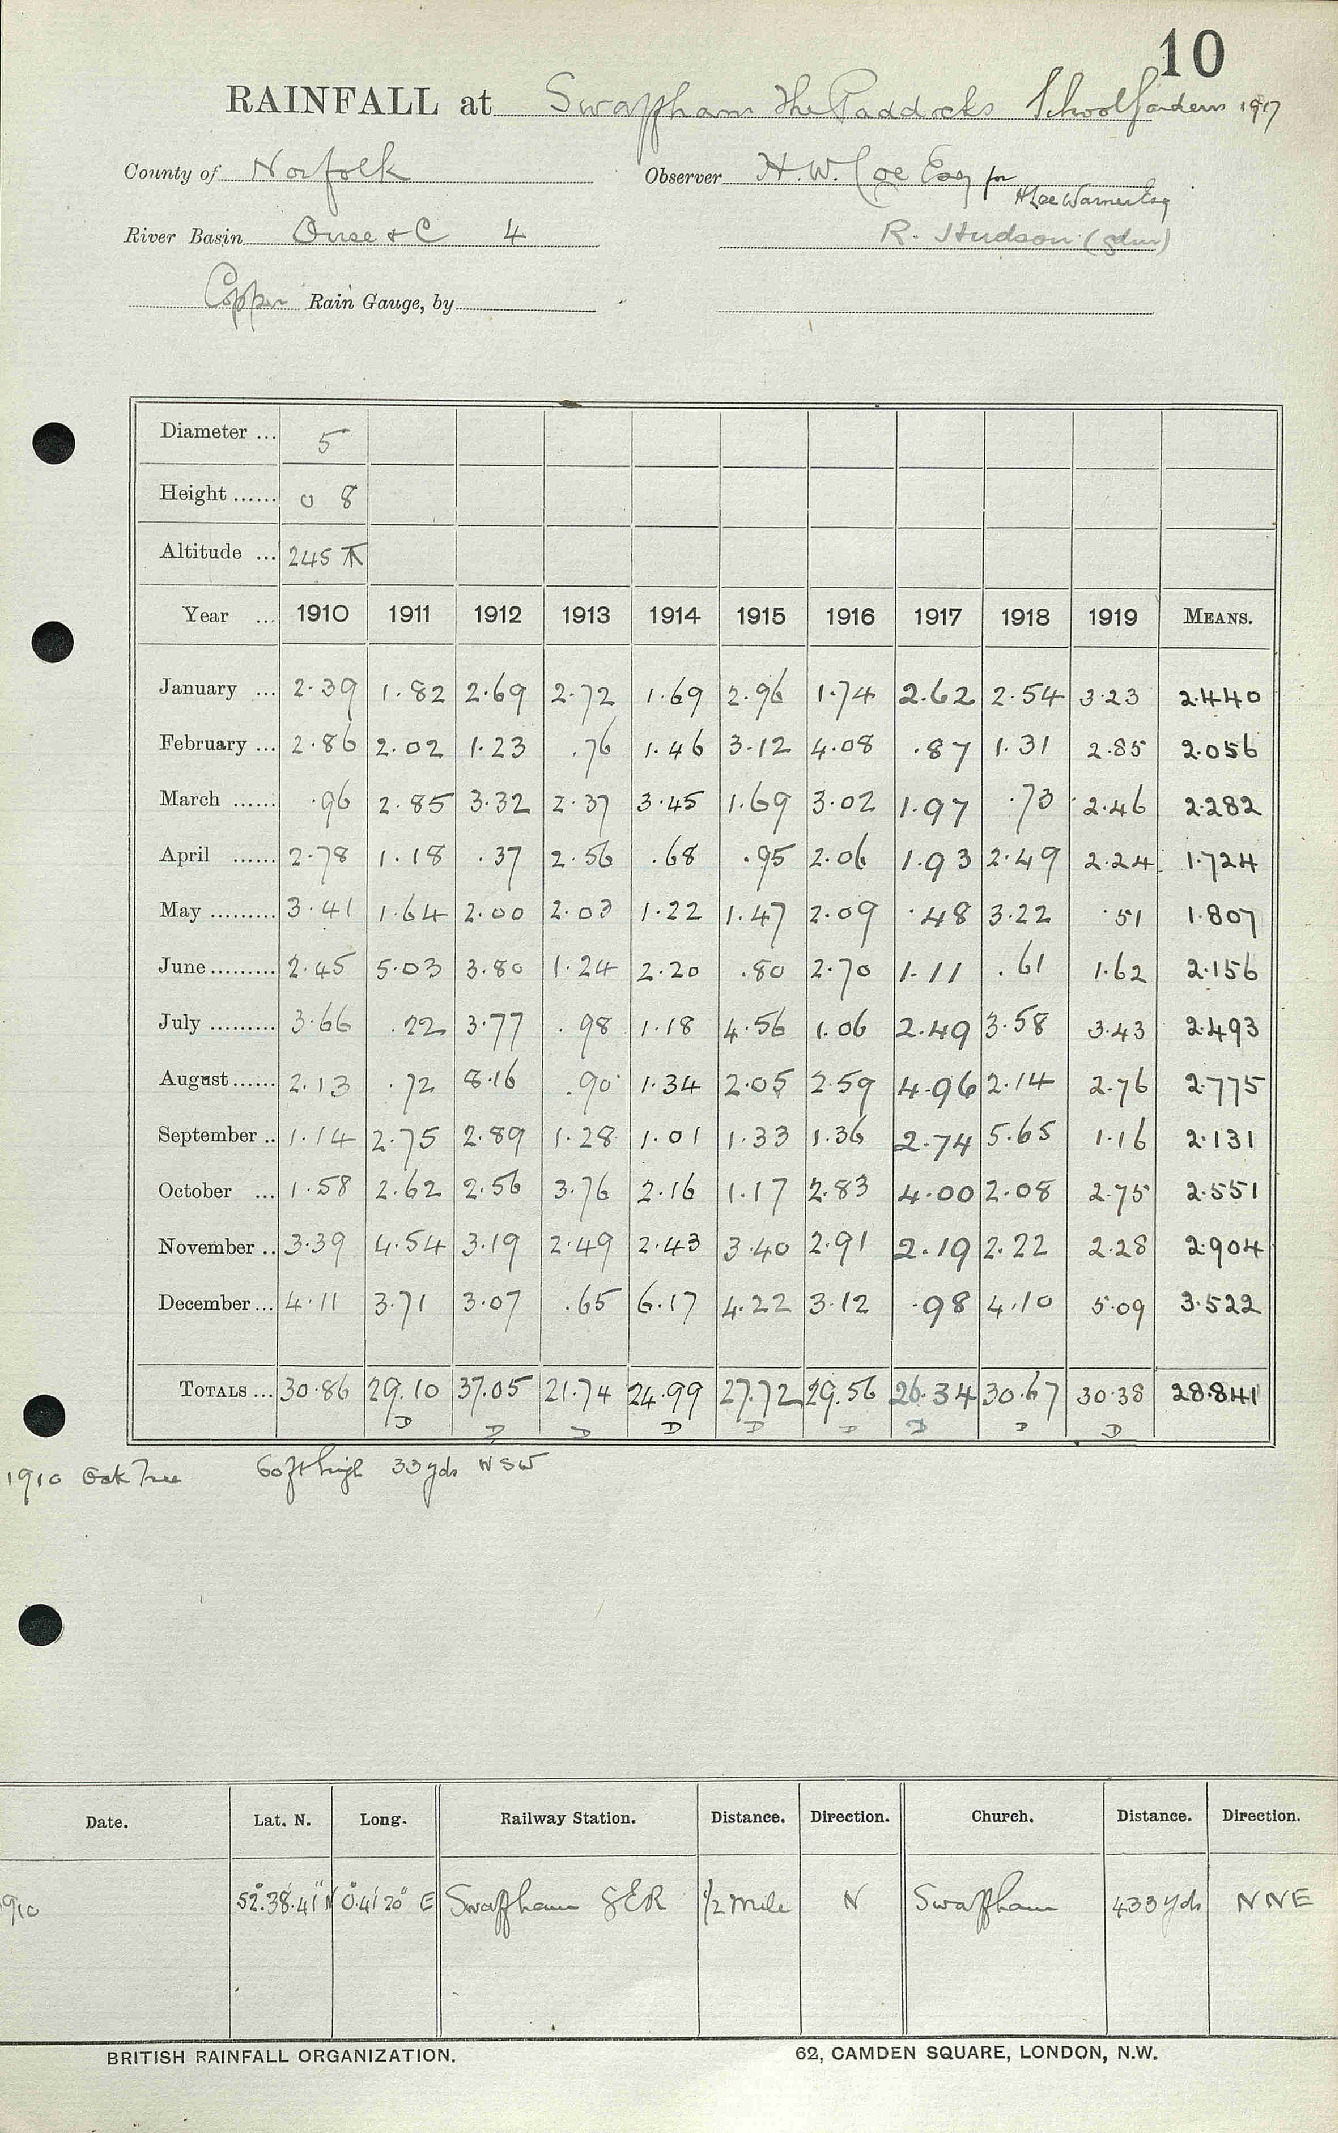 10
RAINFALL at Swaffham The Paddocks School Gardens 1917
County of Norfolk Observer H. W. Coe Esq for
H Lee Warner Esq
River Basin Ouse & C 4 R. Hudson (gdnr)
Copper Rain Gauge, by
Diameter ... 5
Height ...... 0 8
Altitude ... 245
Year ... 1910 1911 1912 1913 1914 1915 1916 1917 1918 1919 MEANS.
January ... 2.39 1.82 2.69 2.72 1.69 2.96 1.74 2.62 2.54 3.23 2.440
February ... 2.86 2.02 1.23 .76 1.46 3.12 4.08 .87 1.31 2.85 2.056
March ...... .96 2.85 3.32 2.37 3.45 1.69 3.02 1.97 .73 2.46 2.282
April ...... 2.78 1.18 .37 2.56 .68 .95 2.06 1.93 2.49 2.24 1.724
May ......... 3.41 1.64 2.00 2.03 1.22 1.47 2.09 .48 3.22 .51 1.807
June ......... 2.45 5.03 3.80 1.24 2.20 .80 2.70 1.11 .61 1.62 2.156
July ......... 3.66 .22 3.77 .98 1.18 4.56 1.06 2.49 3.58 3.43 2.493
August ...... 2.13 .72 8.16 .90 1.34 2.05 2.59 4.96 2.14 2.76 2.775
September .. 1.14 2.75 2.89 1.28 1.01 1.33 1.36 2.74 5.65 1.16 2.131
October ... 1.58 2.62 2.56 3.76 2.16 1.17 2.83 4.00 2.08 2.75 2.551
November .. 3.39 4.54 3.19 2.49 2.43 3.40 2.91 2.19 2.22 2.28 2.904
December ... 4.11 3.71 3.07 .65 6.17 4.22 3.12 .98 4.10 5.09 3.522
TOTALS ... 30.86 29.10 37.05 21.74 24.99 27.72 29.56 26.34 30.67 30.38 28.841
D D D D D D D D D
1910 Oak Tree 60 ft high 33 yds WSW
Date. Lat. N. Long. Railway Station. Distance. Direction. Church. Distance. Direction.
910 52°.38'.41" N 0°.41'20" E Swaffham GER 1/2 mile N Swaffham 433 yds NNE
BRITISH RAINFALL ORGANIZATION. 62, CAMDEN SQUARE, LONDON, N.W.